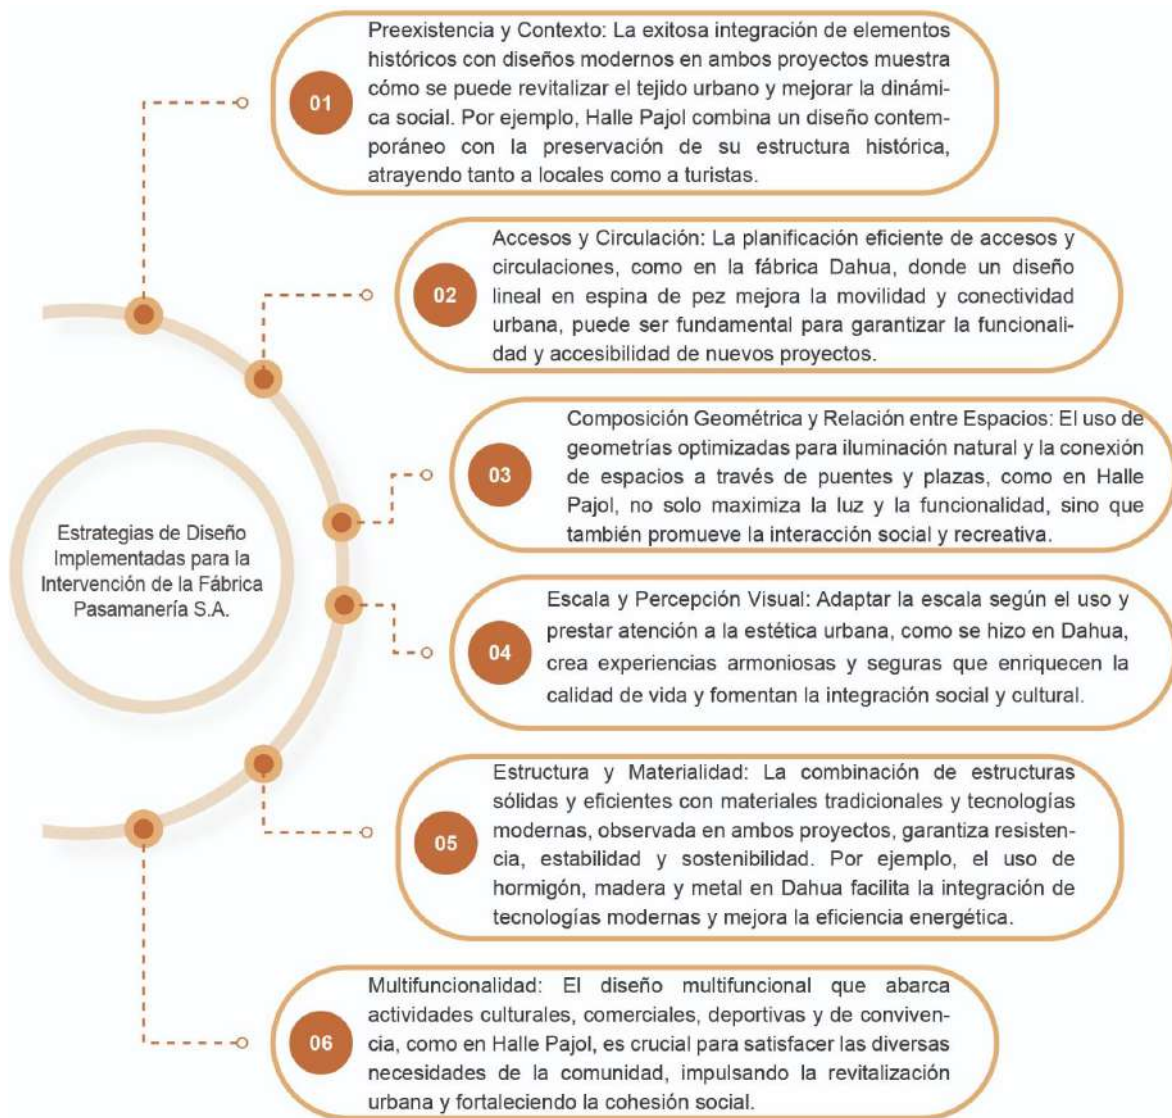 Preexistencia y Contexto: La exitosa integración de elementos
históricos con diseños modernos en ambos proyectos muestra
cómo se puede revitalizar el tejido urbano y mejorar la dinámi-
ca social. Por ejemplo, Halle Pajol combina un diseño contem-
poráneo con la preservación de su estructura histórica,
atrayendo tanto a locales como a turistas.
01
Accesos y Circulación: La planificación eficiente de accesos y
circulaciones, como en la fábrica Dahua, donde un diseño
lineal en espina de pez mejora la movilidad y conectividad
urbana, puede ser fundamental para garantizar la funcionali-
dad y accesibilidad de nuevos proyectos.
02
Composición Geométrica y Relación entre Espacios: El uso de
geometrías optimizadas para iluminación natural y la conexión
de espacios a través de puentes y plazas, como en Halle
Pajol, no solo maximiza la luz y la funcionalidad, sino que
también promueve la interacción social y recreativa.
03
Estrategias de Diseño
Implementadas para la
Intervención de la Fábrica
Pasamanería S.A.
Escala y Percepción Visual: Adaptar la escala según el uso y
prestar atención a la estética urbana, como se hizo en Dahua,
crea experiencias armoniosas y seguras que enriquecen la
calidad de vida y fomentan la integración social y cultural.
04
Estructura y Materialidad: La combinación de estructuras
sólidas y eficientes con materiales tradicionales y tecnologías
modernas, observada en ambos proyectos, garantiza resisten-
cia, estabilidad y sostenibilidad. Por ejemplo, el uso de
hormigón, madera y metal en Dahua facilita la integración de
tecnologías modernas y mejora la eficiencia energética.
05
Multifuncionalidad: El diseño multifuncional que abarca
actividades culturales, comerciales, deportivas y de conviven-
cia, como en Halle Pajol, es crucial para satisfacer las diversas
necesidades de la comunidad, impulsando la revitalización
urbana y fortaleciendo la cohesión social.
06